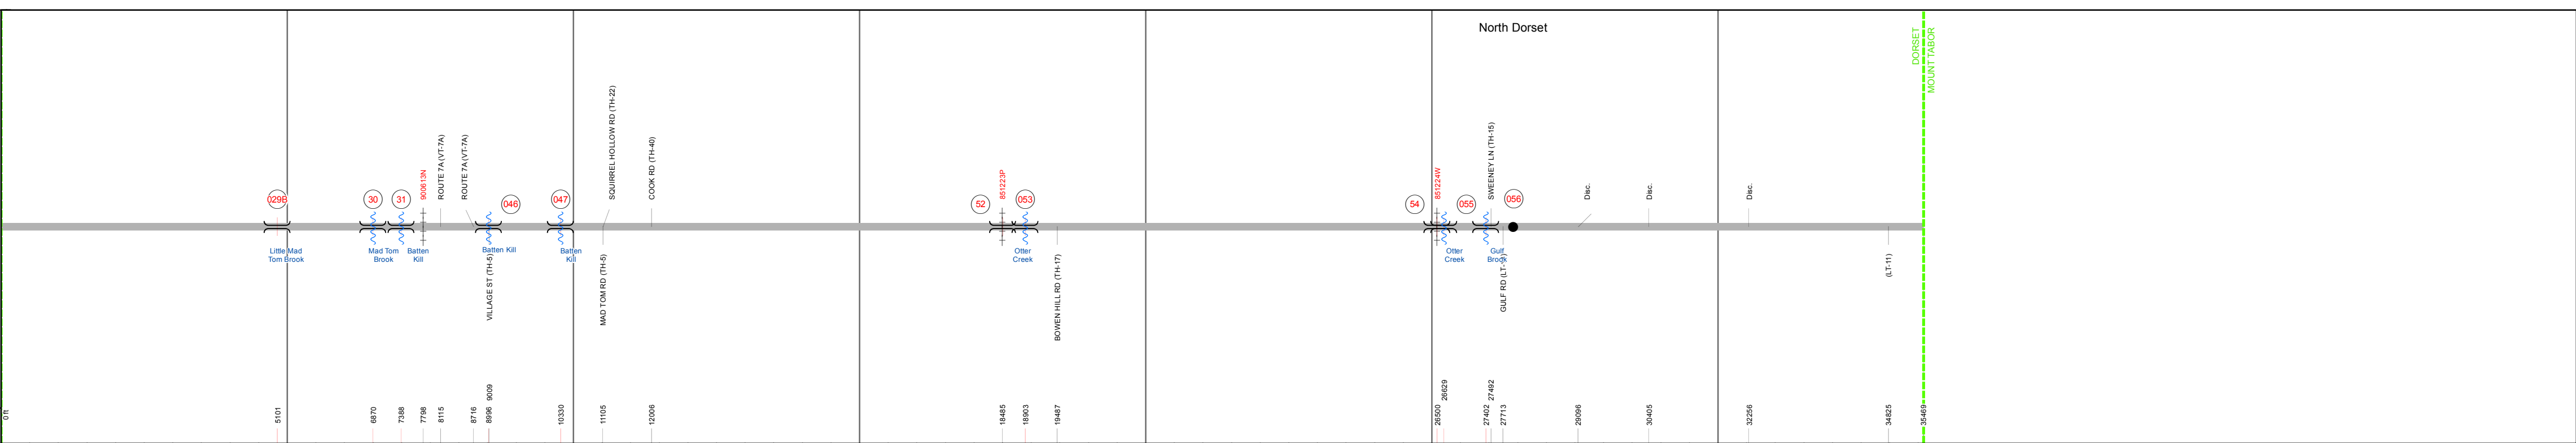 North Dorset
DORSET
MOUNT TABOR
029B
30
31
900613N
ROUTE 7A (VT-7A)
ROUTE 7A (VT-7A)
046
047
SQUIRREL HOLLOW RD (TH-22)
COOK RD (TH-40)
52
851223P
053
54
851224W
055
SWEENEY LN (TH-15)
056
Disc.
Disc.
Disc.
Little Mad
Tom Brook
Mad Tom
Brook
Batten
Kill
Batten Kill
VILLAGE ST (TH-5)
Batten
Kill
MAD TOM RD (TH-5)
Otter
Creek
BOWEN HILL RD (TH-17)
Otter
Creek
Gulf
Brook
(LT-11)
0 ft
5101
6870
7388
7798
8115
8716
8996
9009
10330
11105
12006
18485
18903
19487
26500
26629
27402
27492
27713
29096
30405
32256
34825
35469
GULF RD